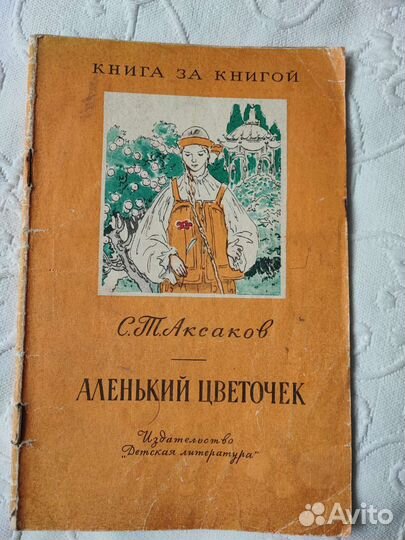 КНИГА ЗА КНИГОЙ
С.Т.Аксаков
АЛЕНЬКИЙ ЦВЕТОЧЕК
Издательство
„Детская литература"
Avito